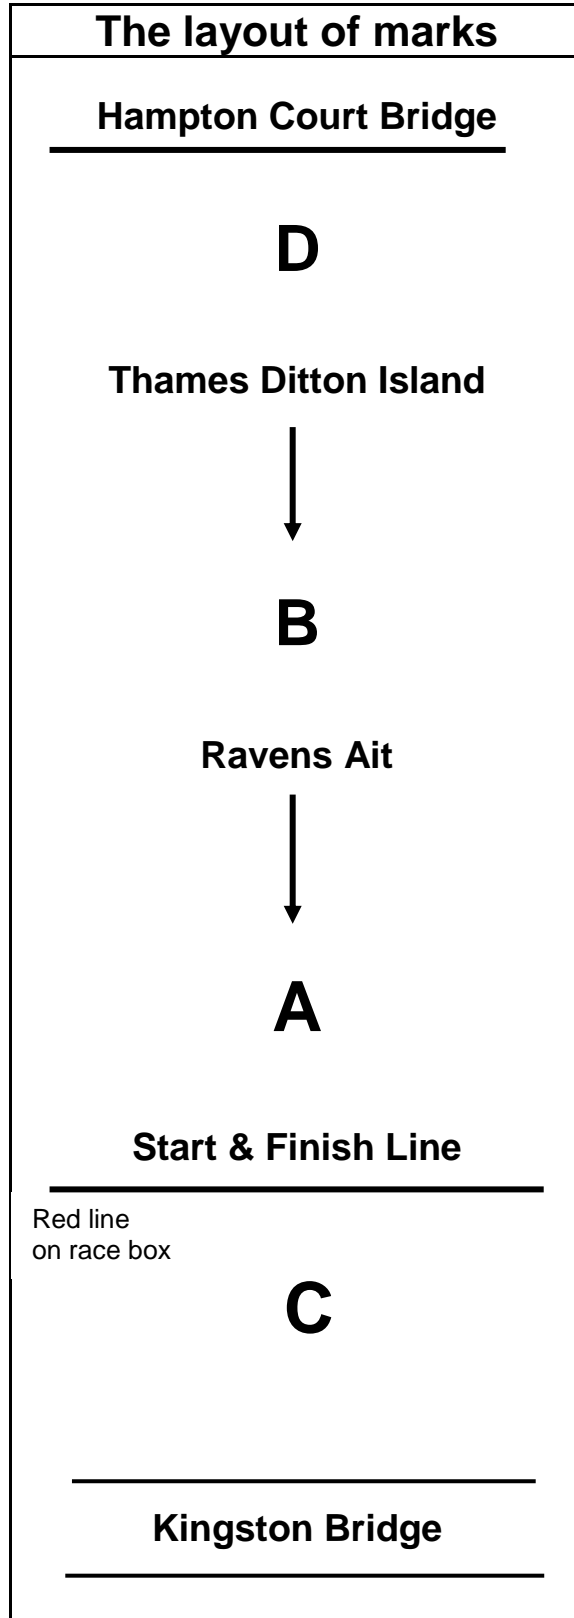 The layout of marks
Hampton Court Bridge
D
Thames Ditton Island
B
Ravens Ait
A
Start & Finish Line
Red line
on race box
C
Kingston Bridge